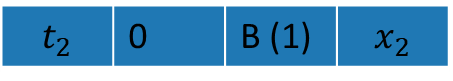 t₂ 0 B (1) x₂